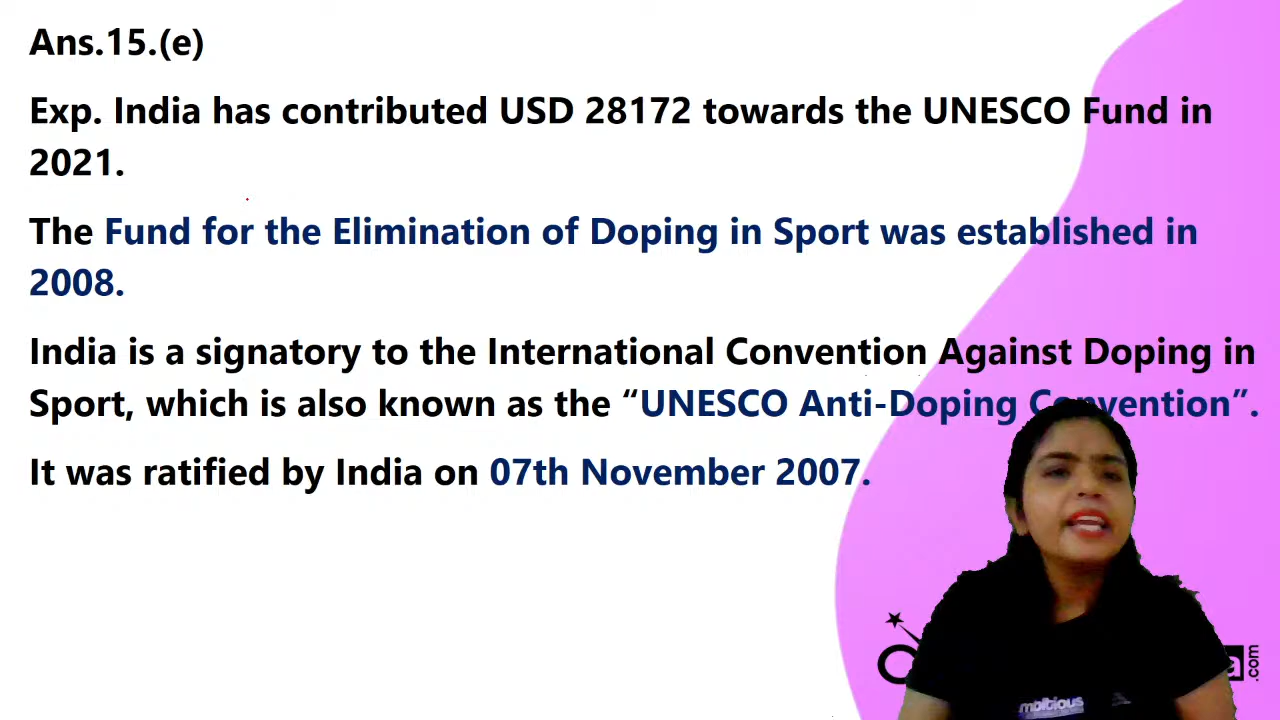 Ans.15.(e)
Exp. India has contributed USD 28172 towards the UNESCO Fund in
2021.
The Fund for the Elimination of Doping in Sport was established in
2008.
India is a signatory to the International Convention Against Doping in
Sport, which is also known as the “UNESCO Anti-Doping Convention”.
It was ratified by India on 07th November 2007.
.com